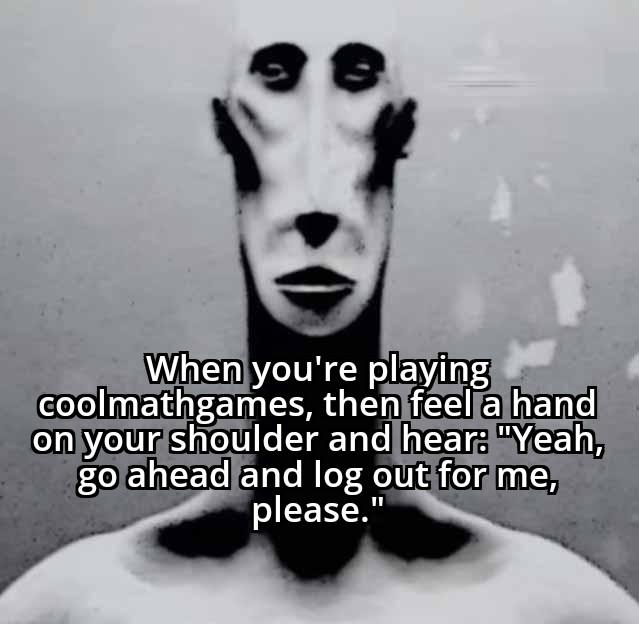 When you're playing
coolmathgames, then feel a hand
on your shoulder and hear: "Yeah,
go ahead and log out for me,
please."